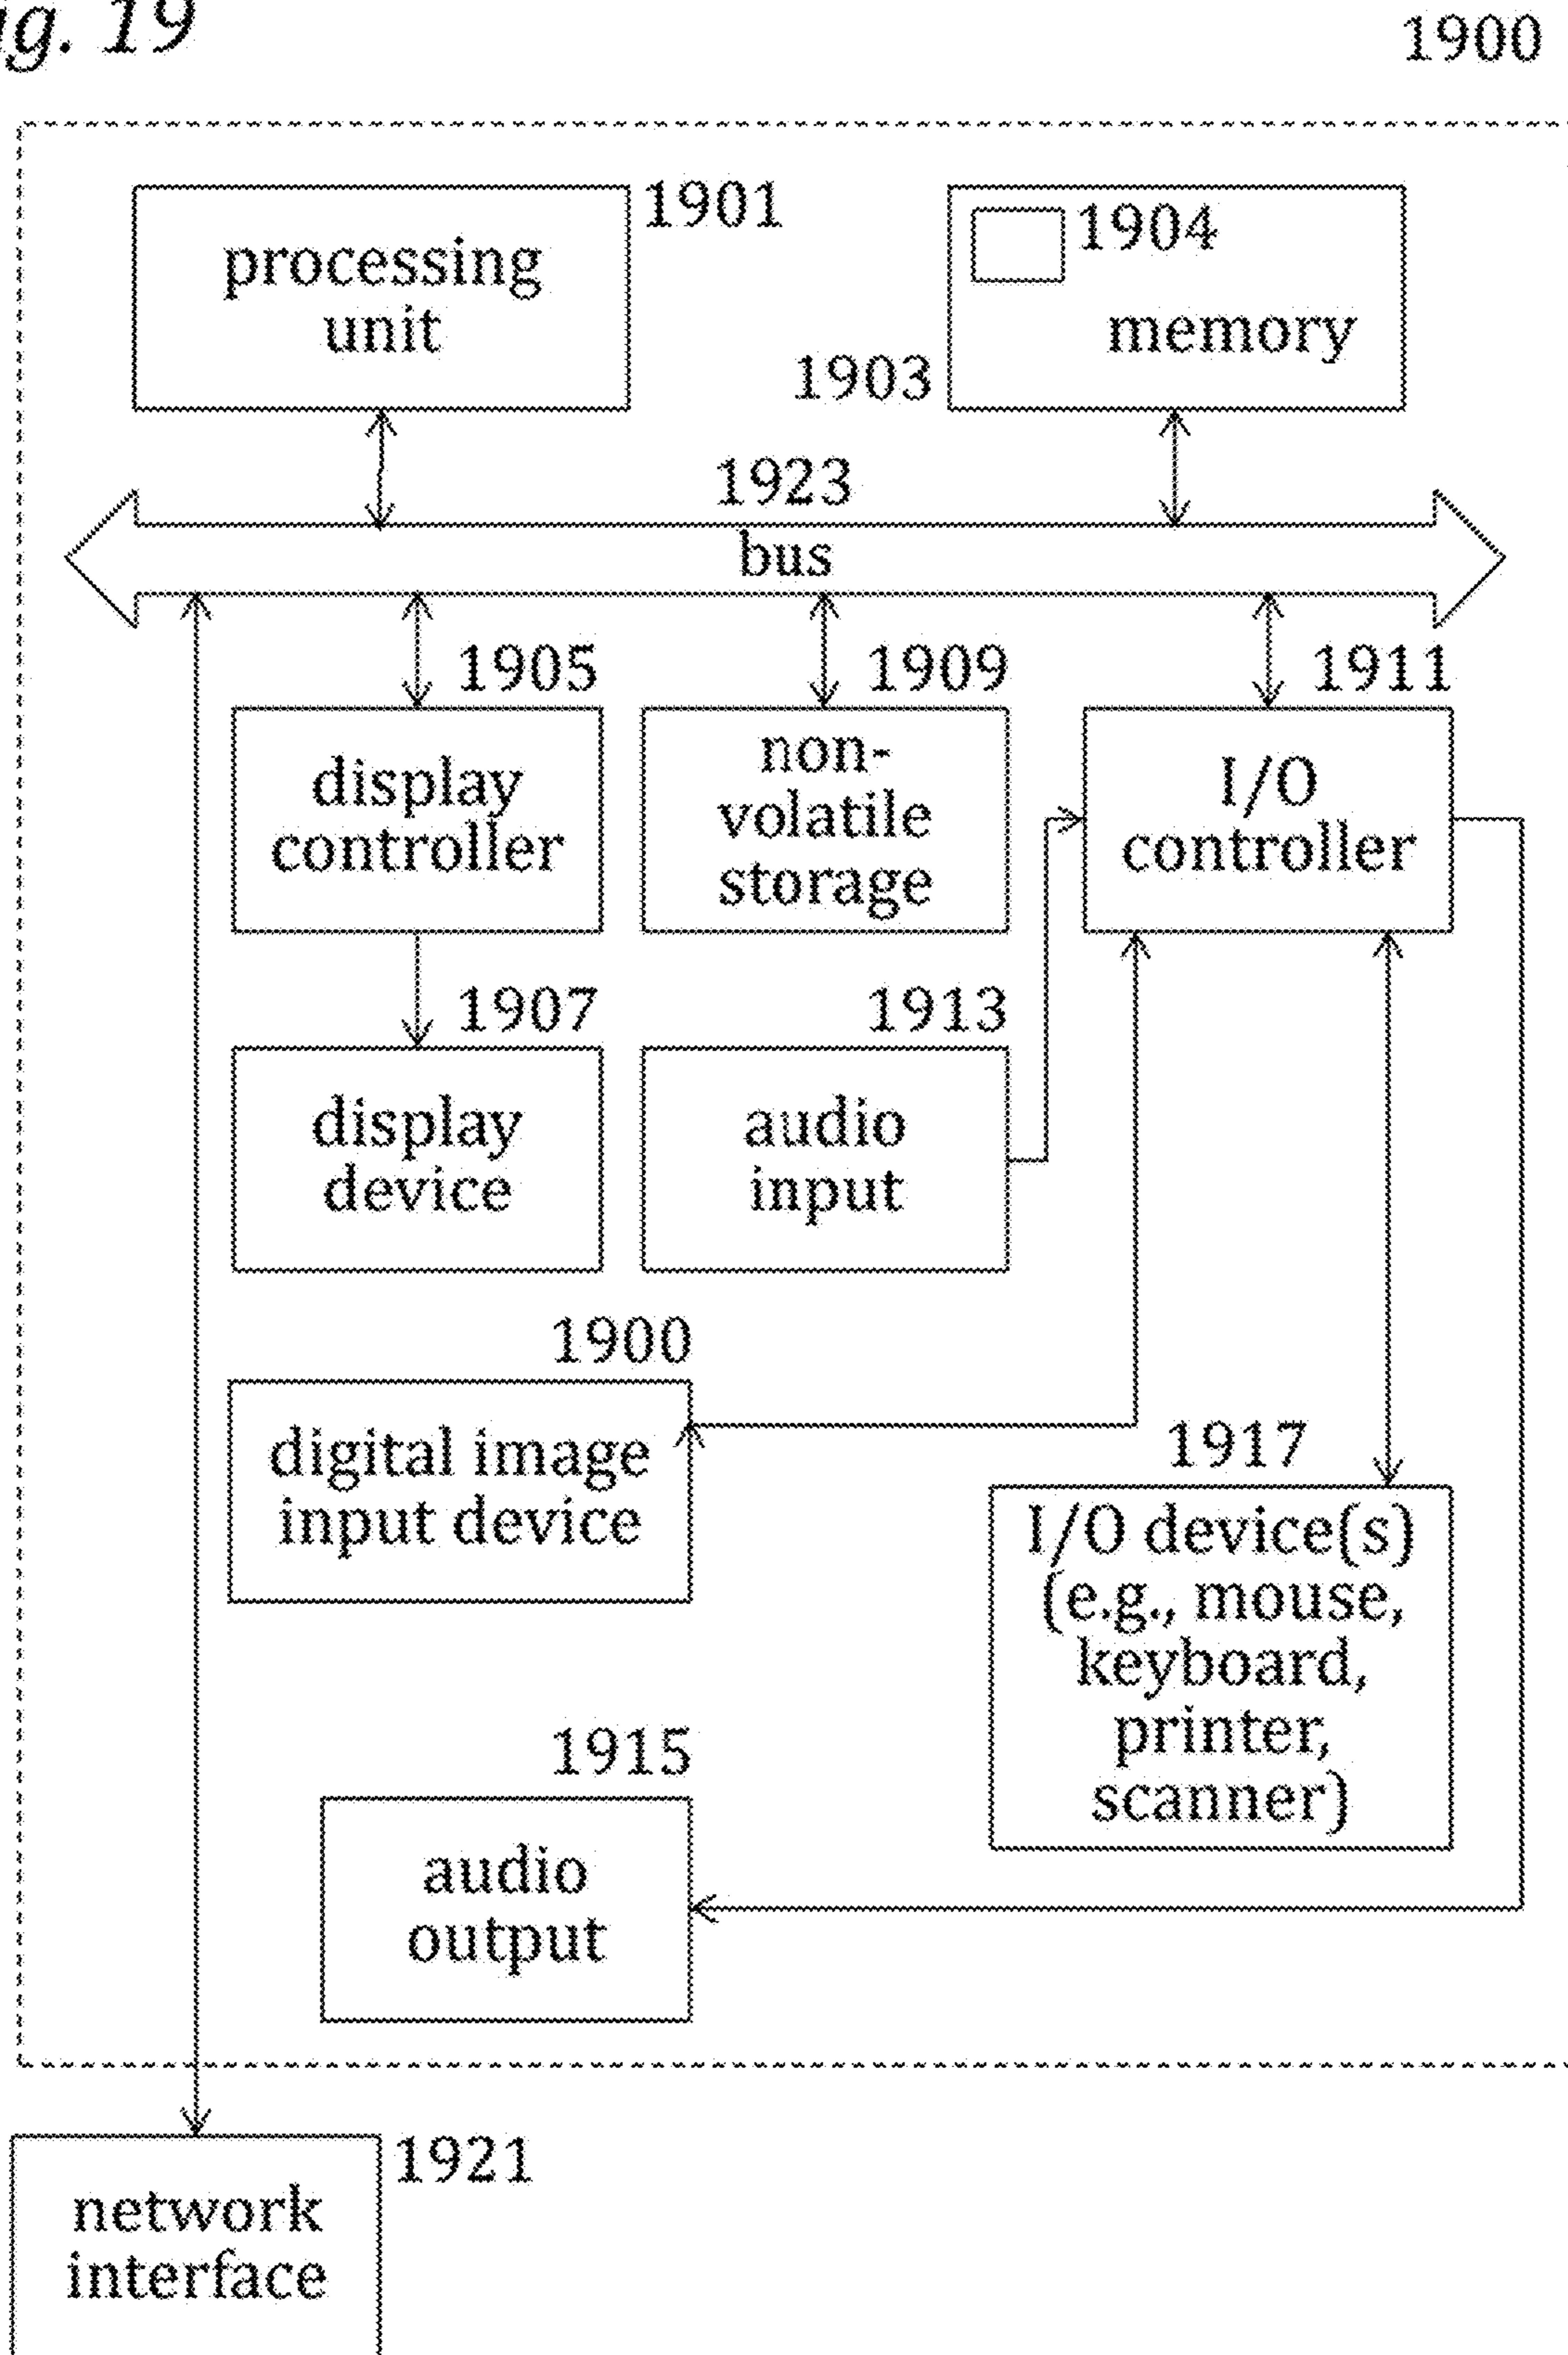 g. 19
1900
1901
processing
unit
1904
memory
1903
1923
bus
1905
1909
1911
display
controller
non-
volatile
storage
I/O
controller
1907
1913
display
device
audio
input
1900
digital image
input device
1917
I/O device(s)
(e.g., mouse,
keyboard,
printer,
scanner)
1915
audio
output
1921
network
interface